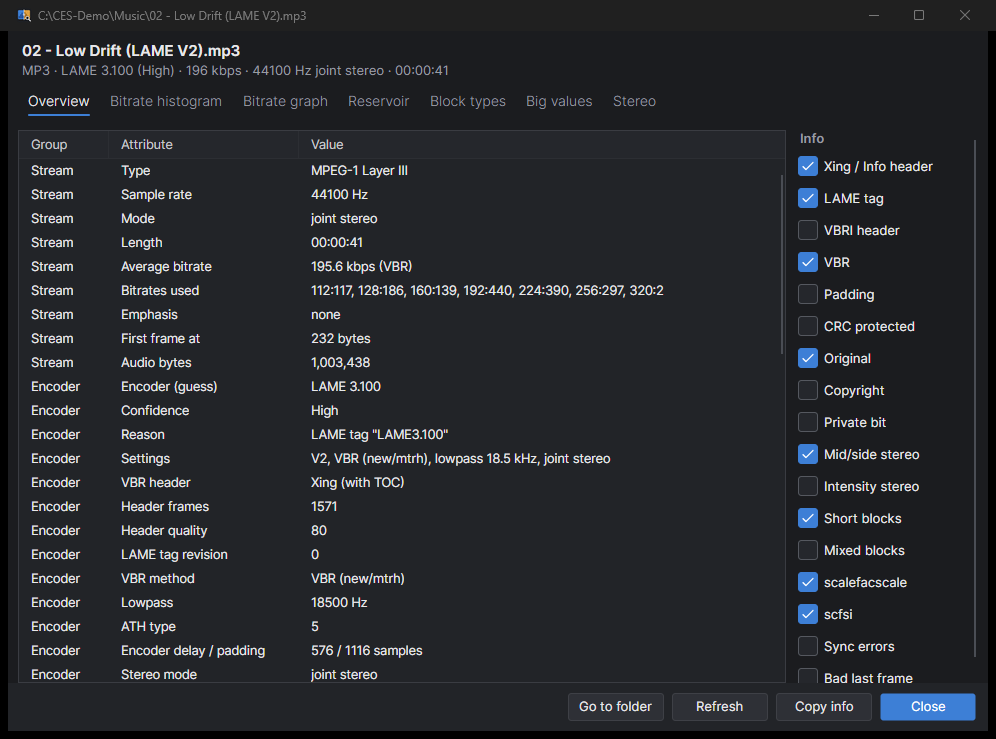 C:\CES-Demo\Music\02 - Low Drift (LAME V2).mp3
02 - Low Drift (LAME V2).mp3
MP3 · LAME 3.100 (High) · 196 kbps · 44100 Hz joint stereo · 00:00:41
Overview Bitrate histogram Bitrate graph Reservoir Block types Big values Stereo
Group Attribute Value
Stream Type MPEG-1 Layer III
Stream Sample rate 44100 Hz
Stream Mode joint stereo
Stream Length 00:00:41
Stream Average bitrate 195.6 kbps (VBR)
Stream Bitrates used 112:117, 128:186, 160:139, 192:440, 224:390, 256:297, 320:2
Stream Emphasis none
Stream First frame at 232 bytes
Stream Audio bytes 1,003,438
Encoder Encoder (guess) LAME 3.100
Encoder Confidence High
Encoder Reason LAME tag "LAME3.100"
Encoder Settings V2, VBR (new/mtrh), lowpass 18.5 kHz, joint stereo
Encoder VBR header Xing (with TOC)
Encoder Header frames 1571
Encoder Header quality 80
Encoder LAME tag revision 0
Encoder VBR method VBR (new/mtrh)
Encoder Lowpass 18500 Hz
Encoder ATH type 5
Encoder Encoder delay / padding 576 / 1116 samples
Encoder Stereo mode joint stereo
Info
Xing / Info header
LAME tag
VBRI header
VBR
Padding
CRC protected
Original
Copyright
Private bit
Mid/side stereo
Intensity stereo
Short blocks
Mixed blocks
scalefacscale
scfsi
Sync errors
Bad last frame
Go to folder Refresh Copy info Close